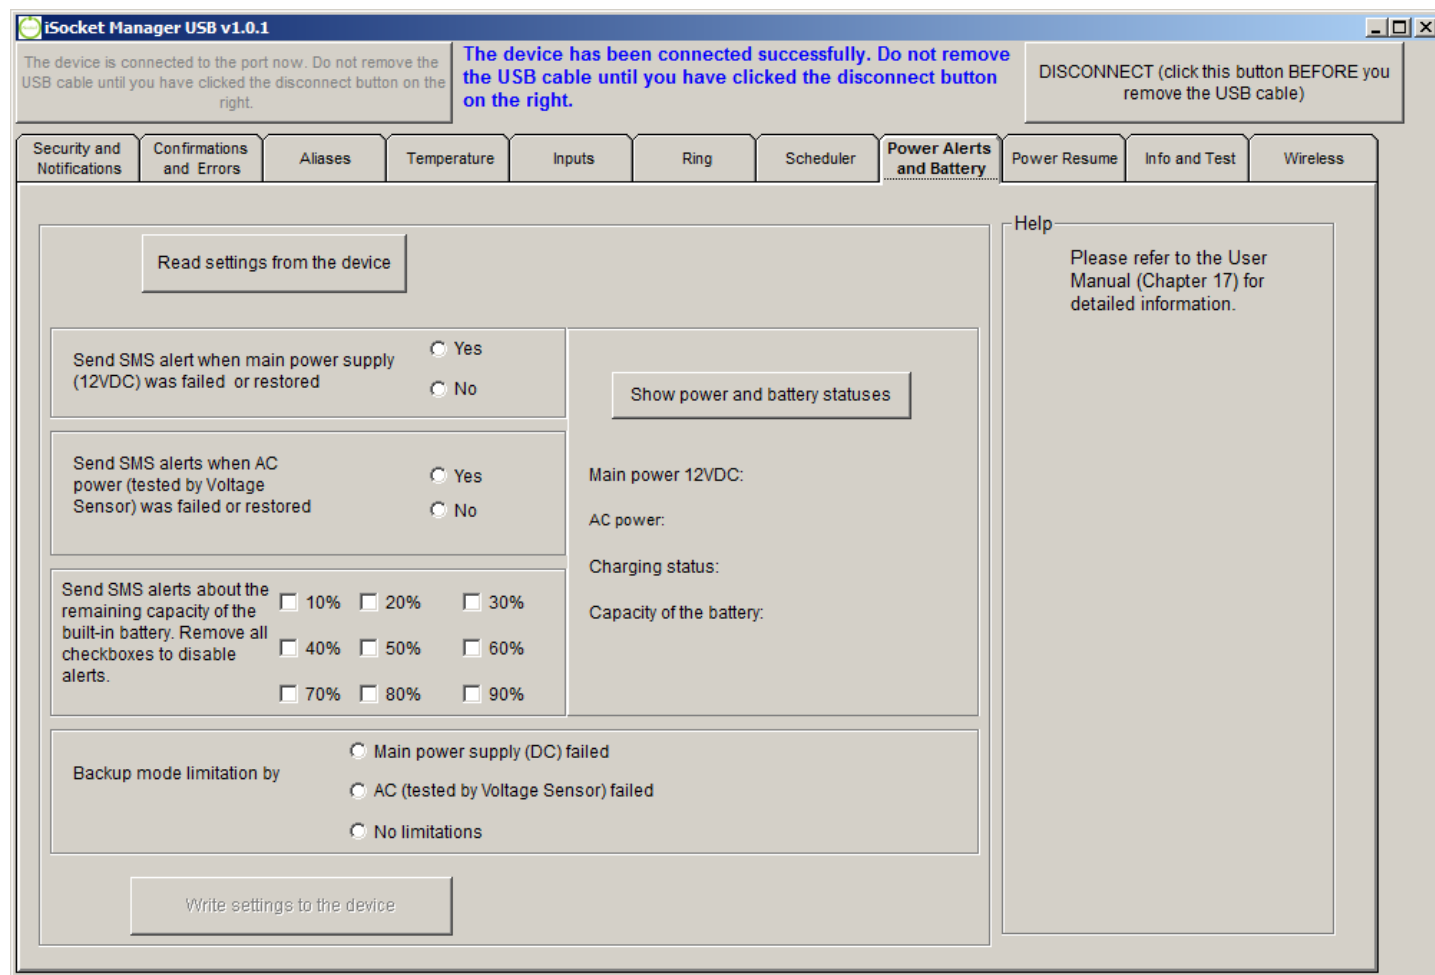 iSocket Manager USB v1.0.1
The device is connected to the port now. Do not remove the
USB cable until you have clicked the disconnect button on the
right.
The device has been connected successfully. Do not remove
the USB cable until you have clicked the disconnect button
on the right.
DISCONNECT (click this button BEFORE you
remove the USB cable)
Security and
Notifications
Confirmations
and Errors
Aliases
Temperature
Inputs
Ring
Scheduler
Power Alerts
and Battery
Power Resume
Info and Test
Wireless
Read settings from the device
Send SMS alert when main power supply
(12VDC) was failed or restored
Yes
No
Send SMS alerts when AC
power (tested by Voltage
Sensor) was failed or restored
Yes
No
Send SMS alerts about the
remaining capacity of the
built-in battery. Remove all
checkboxes to disable
alerts.
10% 20% 30%
40% 50% 60%
70% 80% 90%
Show power and battery statuses
Main power 12VDC:
AC power:
Charging status:
Capacity of the battery:
Backup mode limitation by
Main power supply (DC) failed
AC (tested by Voltage Sensor) failed
No limitations
Write settings to the device
Help
Please refer to the User
Manual (Chapter 17) for
detailed information.